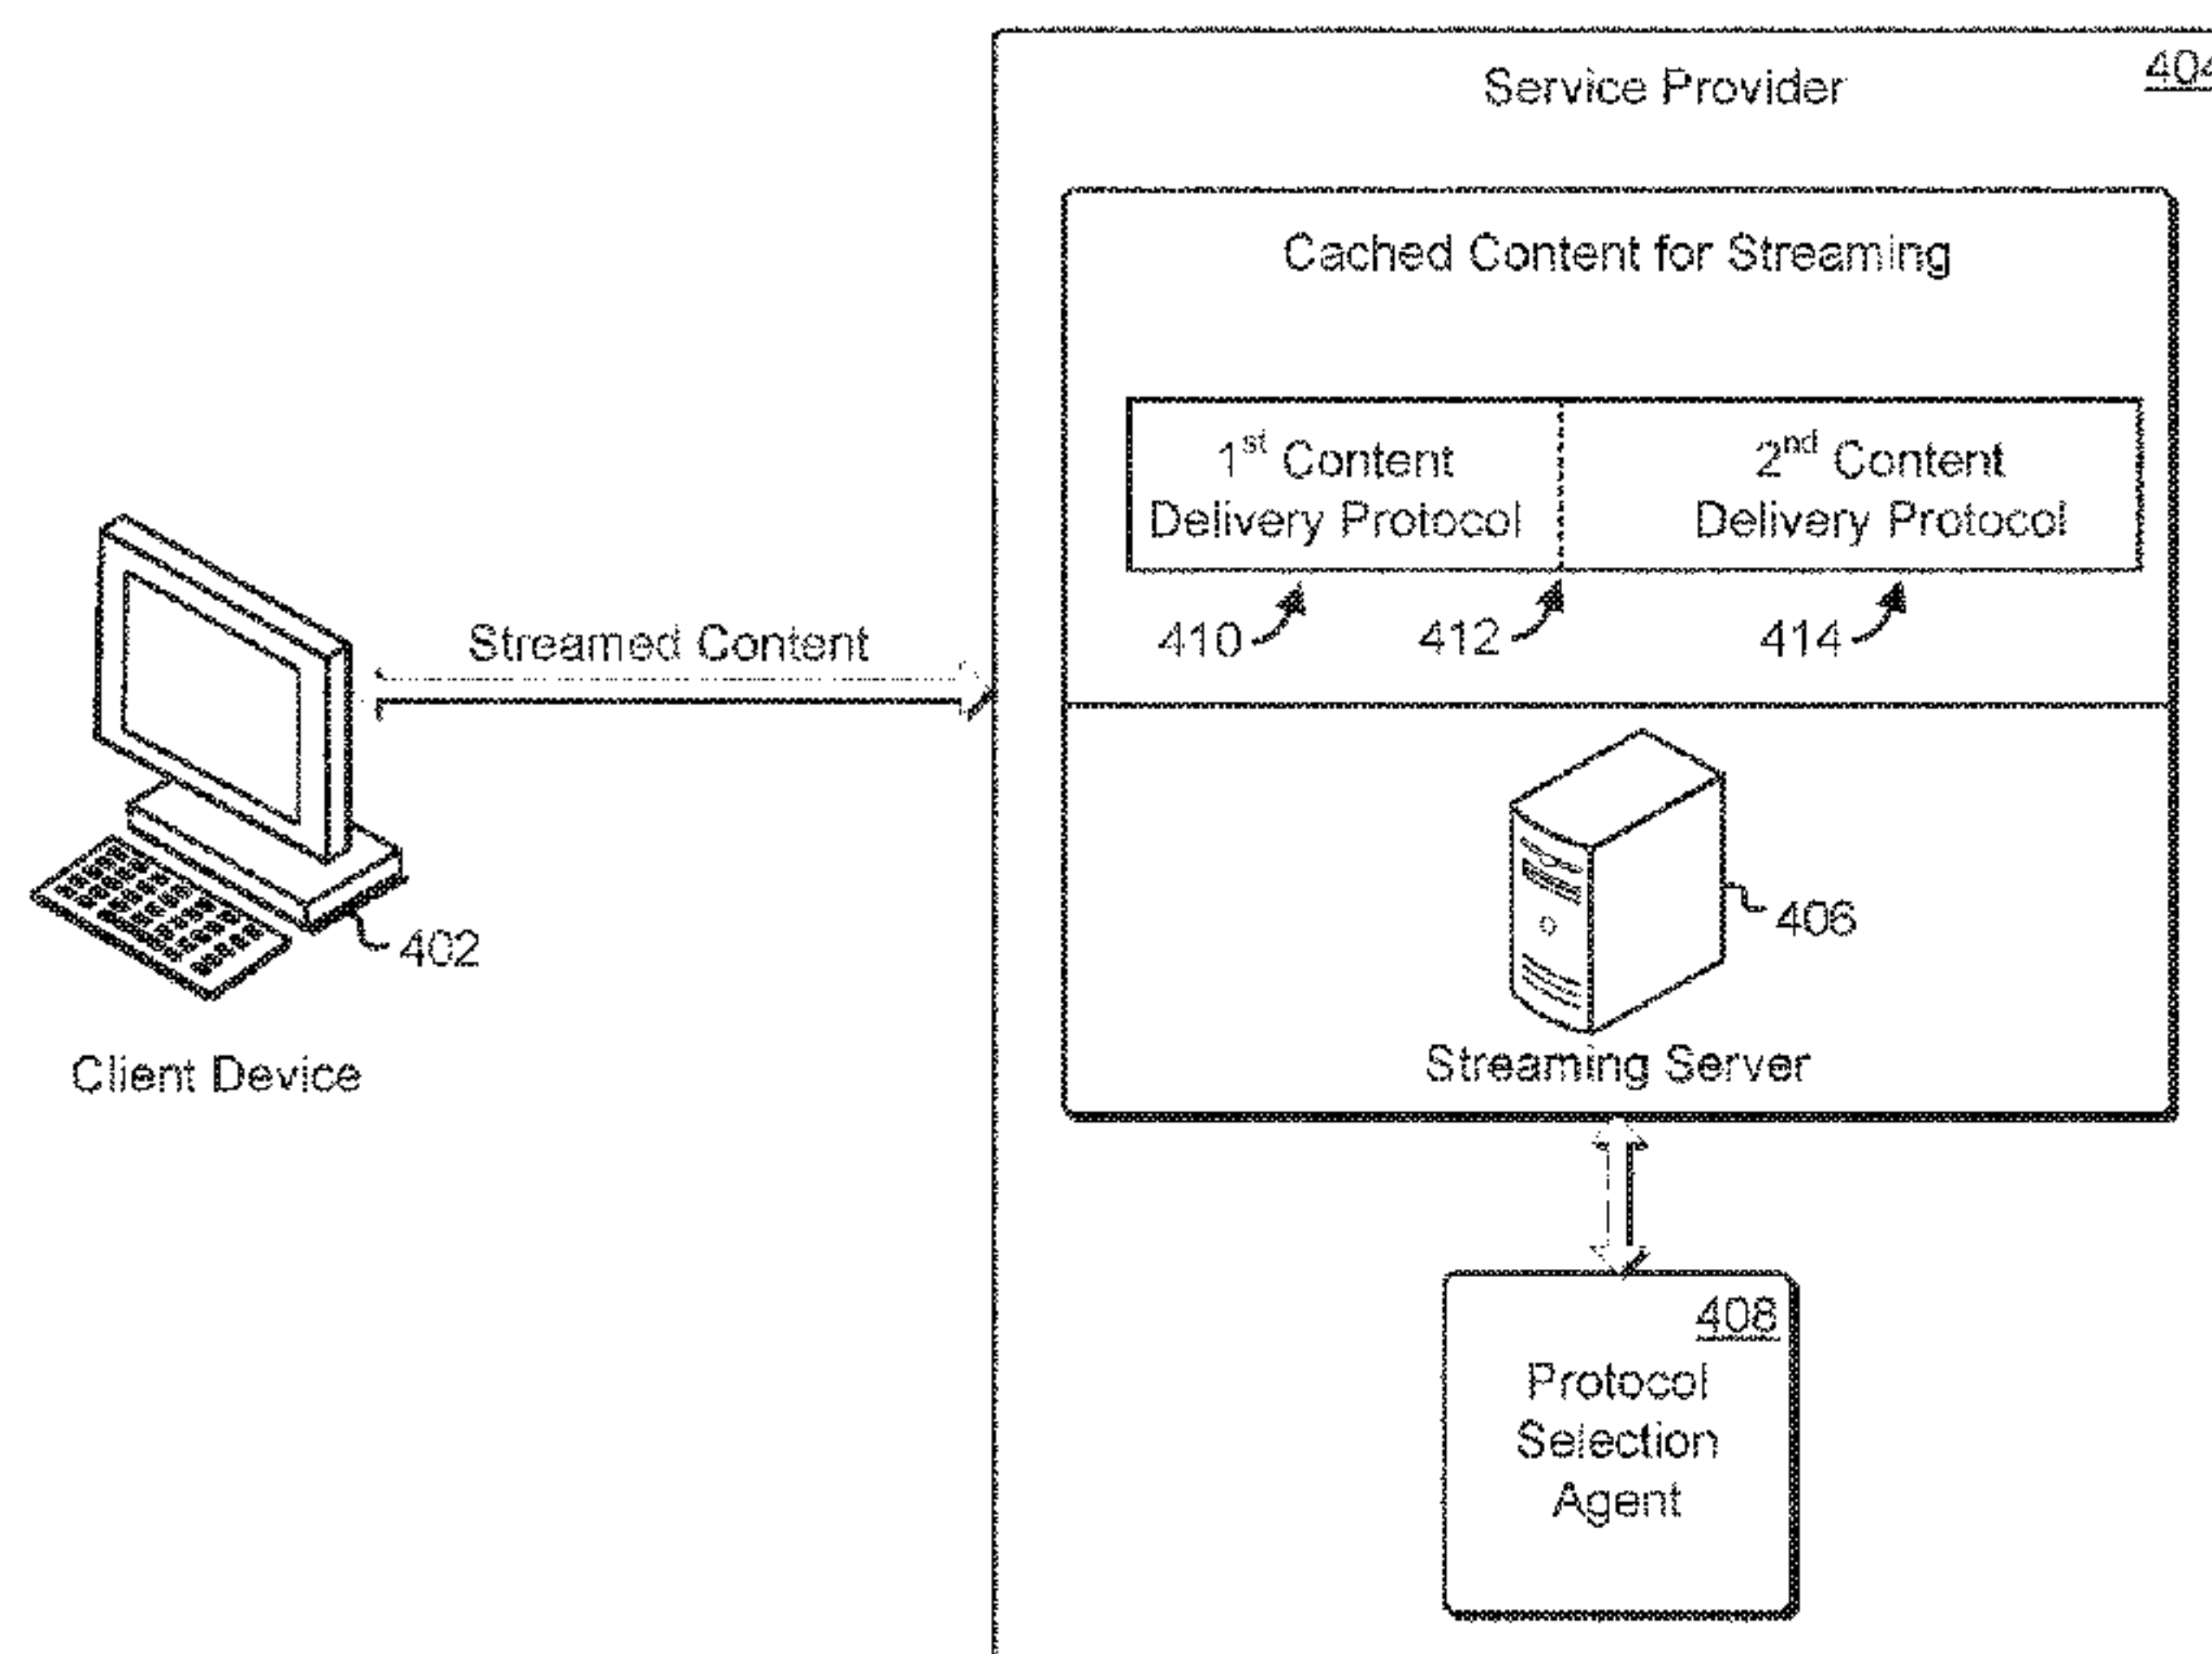 404
Service Provider
Cached Content for Streaming
1st Content
Delivery Protocol
2nd Content
Delivery Protocol
410
412
414
Streamed Content
402
Client Device
406
Streaming Server
408
Protocol
Selection
Agent